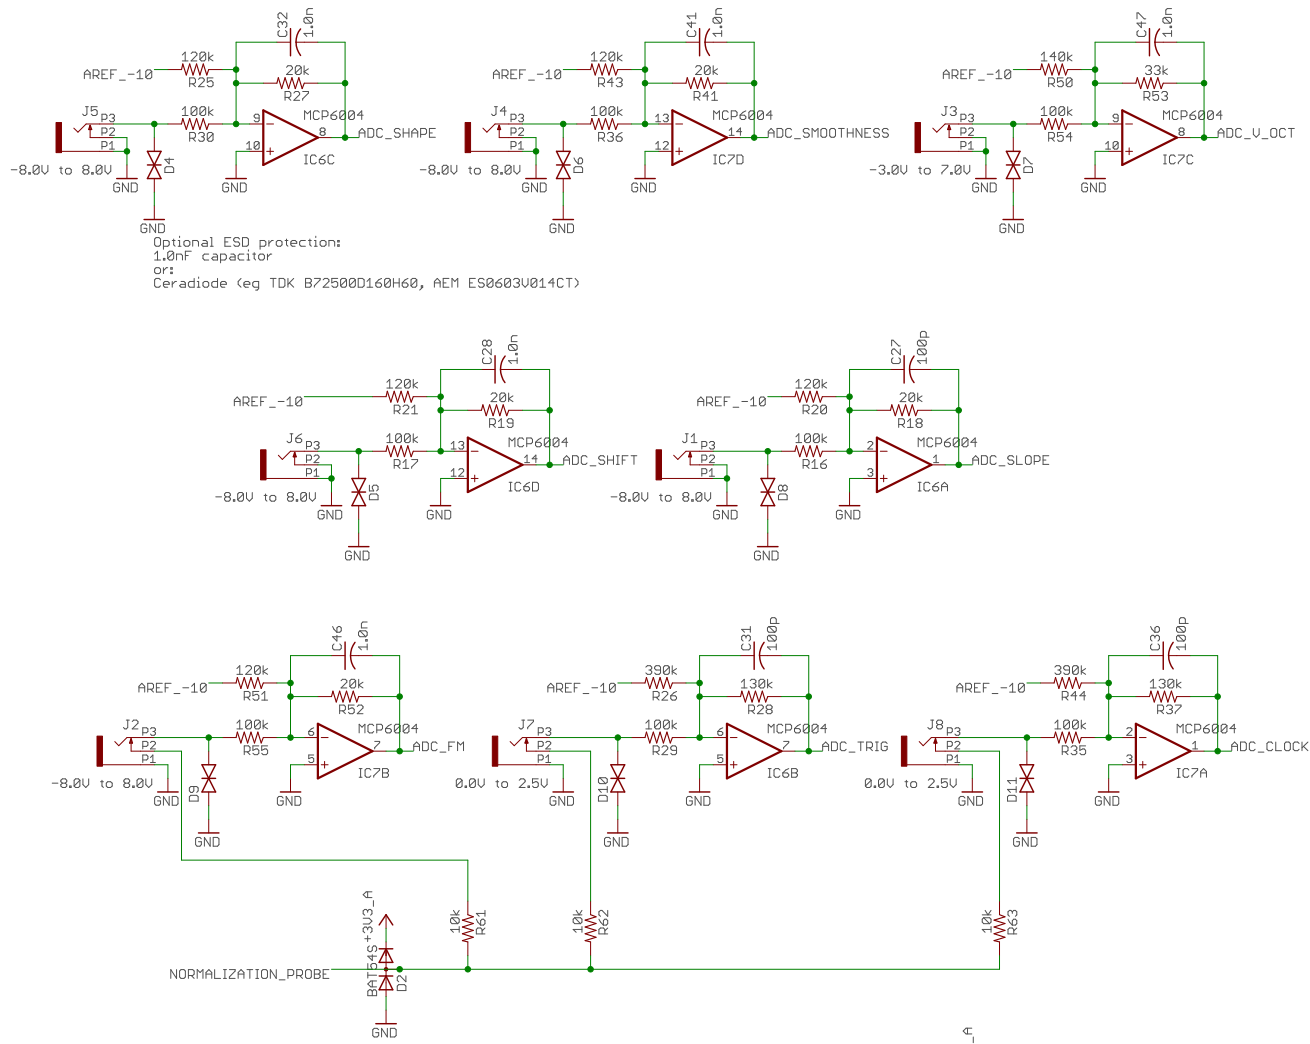 C32
1.0n
120k
AREF_-10
R25
20k
R27
J5
P3
P2
P1
100k
R30
9
10
8
MCP6004
ADC_SHAPE
IC6C
-8.0V to 8.0V
GND
D4
GND
GND
C41
1.0n
120k
AREF_-10
R43
20k
R41
J4
P3
P2
P1
100k
R36
13
12
14
MCP6004
ADC_SMOOTHNESS
IC7D
-8.0V to 8.0V
GND
D6
GND
GND
C47
1.0n
140k
AREF_-10
R50
33k
R53
J3
P3
P2
P1
100k
R54
9
10
8
MCP6004
ADC_V_OCT
IC7C
-3.0V to 7.0V
GND
D7
GND
GND
Optional ESD protection:
1.0nF capacitor
or:
Ceradiode (eg TDK B72500D160H60, AEM ES0603V014CT)
C28
1.0n
120k
AREF_-10
R21
20k
R19
J6
P3
P2
P1
100k
R17
13
12
14
MCP6004
ADC_SHIFT
IC6D
-8.0V to 8.0V
GND
D5
GND
GND
C27
100p
120k
AREF_-10
R20
20k
R18
J1
P3
P2
P1
100k
R16
2
3
1
MCP6004
ADC_SLOPE
IC6A
-8.0V to 8.0V
GND
D8
GND
GND
C46
1.0n
120k
AREF_-10
R51
20k
R52
J2
P3
P2
P1
100k
R55
6
5
7
MCP6004
ADC_FM
IC7B
-8.0V to 8.0V
GND
D9
GND
GND
C31
100p
390k
AREF_-10
R26
130k
R28
J7
P3
P2
P1
100k
R29
6
5
7
MCP6004
ADC_TRIG
IC6B
0.0V to 2.5V
GND
D10
GND
GND
C36
100p
390k
AREF_-10
R44
130k
R37
J8
P3
P2
P1
100k
R35
2
3
1
MCP6004
ADC_CLOCK
IC7A
0.0V to 2.5V
GND
D11
GND
GND
+3V3_A
10k
R61
10k
R62
10k
R63
NORMALIZATION_PROBE
BAT54S
D2
GND
_A